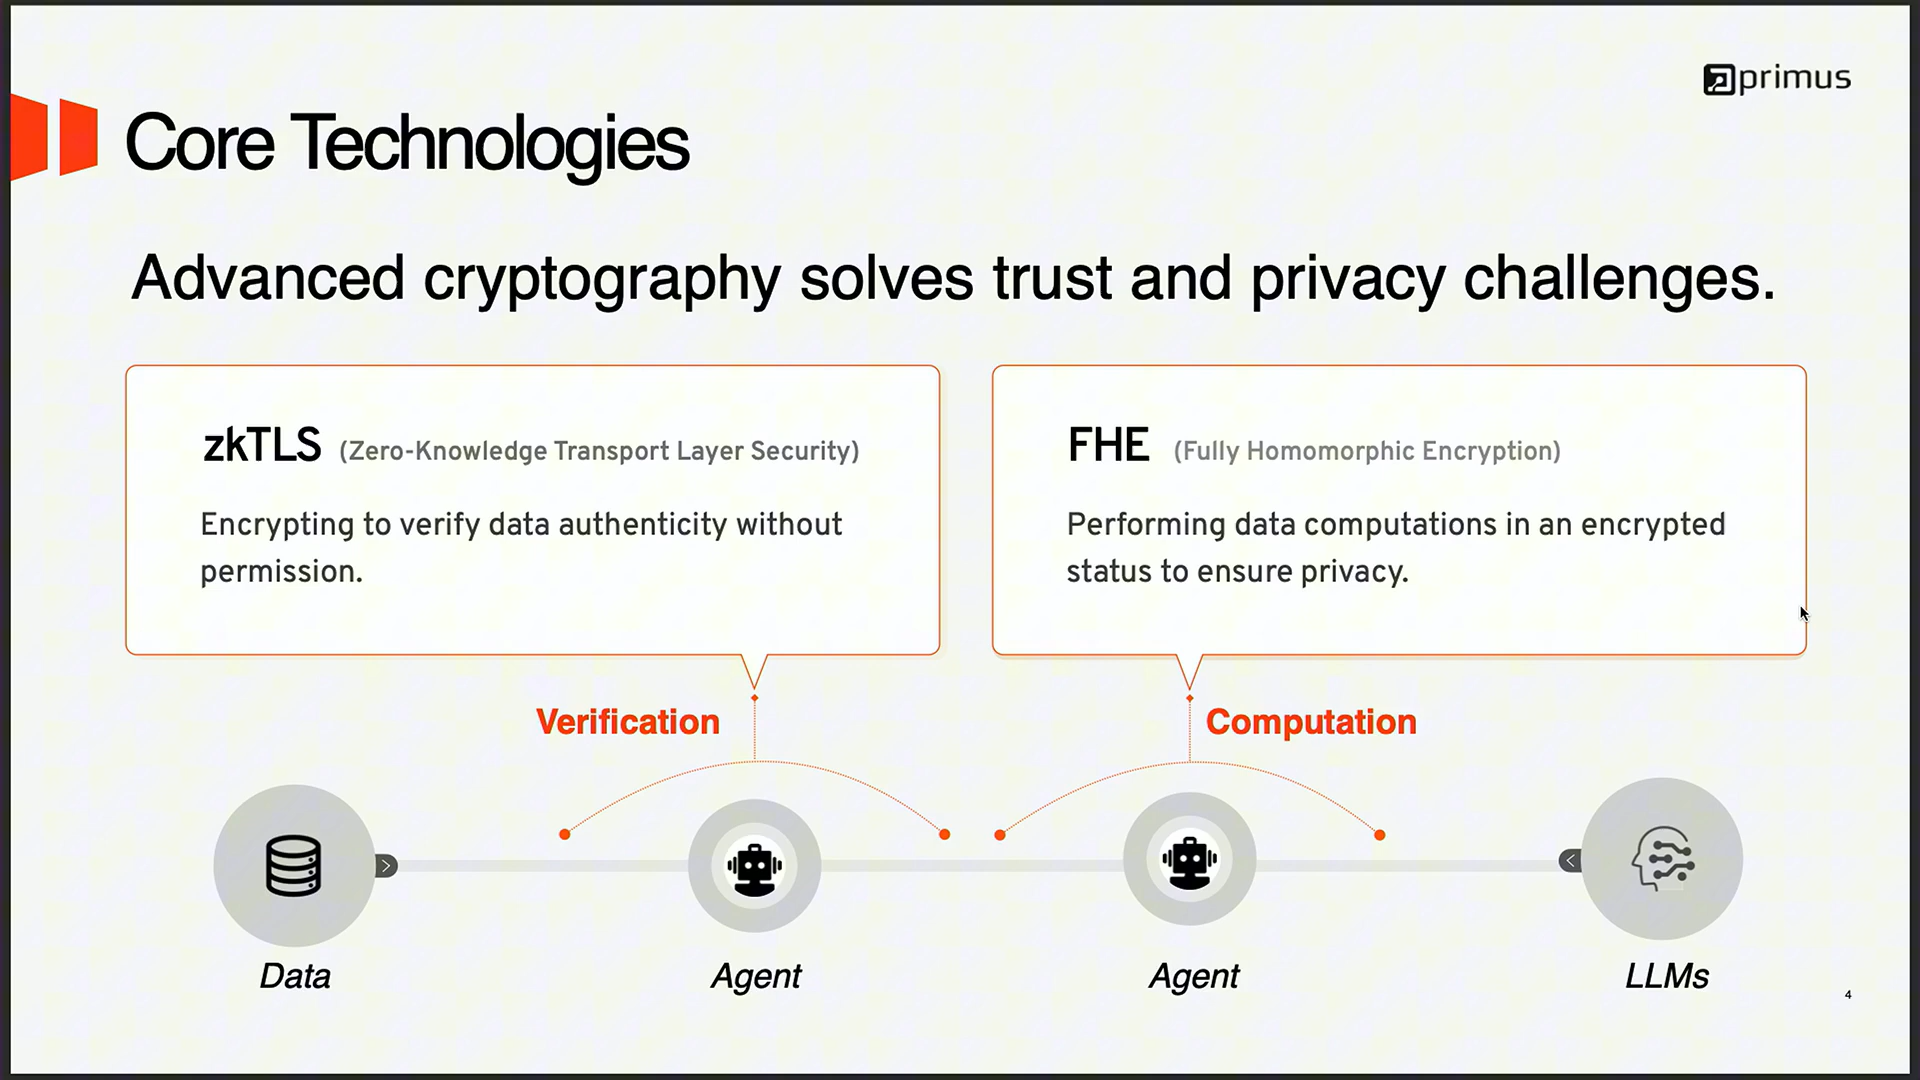 primus
Core Technologies
Advanced cryptography solves trust and privacy challenges.
zkTLS (Zero-Knowledge Transport Layer Security)
Encrypting to verify data authenticity without
permission.
FHE (Fully Homomorphic Encryption)
Performing data computations in an encrypted
status to ensure privacy.
Verification
Computation
Data
Agent
Agent
LLMs
4